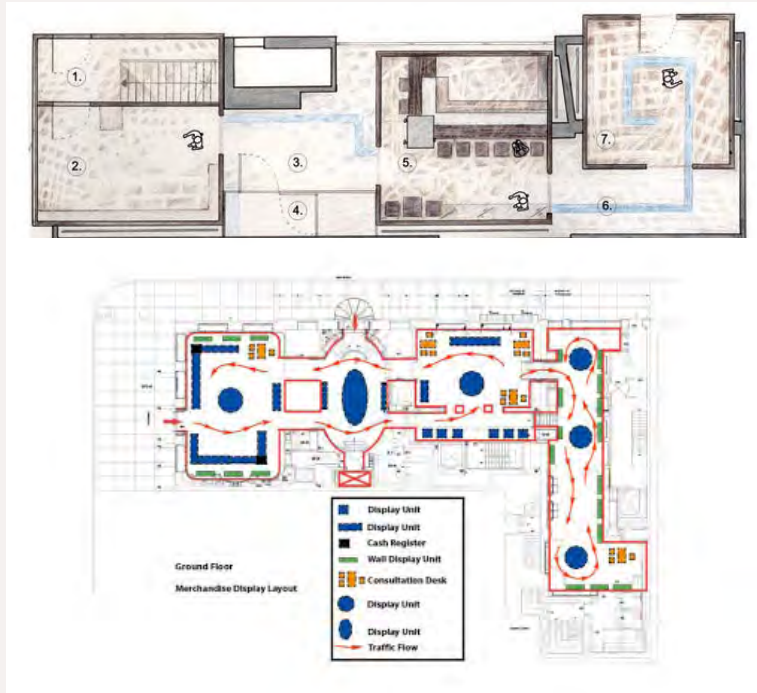 1.
2.
3.
4.
5.
6.
7.
Ground Floor
Merchandise Display Layout
Display Unit
Display Unit
Cash Register
Wall Display Unit
Consultation Desk
Display Unit
Display Unit
Traffic Flow